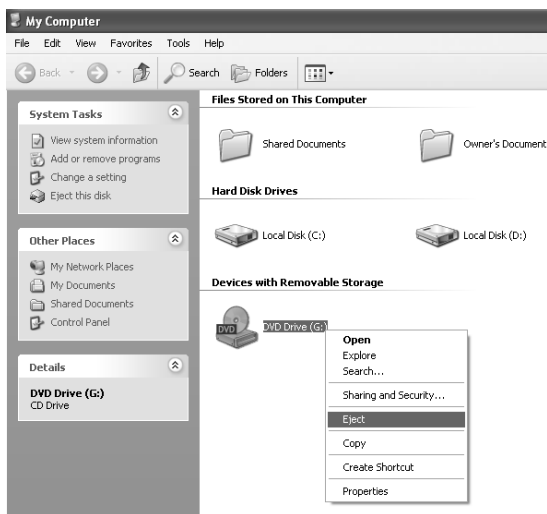 My Computer
File Edit View Favorites Tools Help
Back Search Folders
System Tasks
View system information
Add or remove programs
Change a setting
Eject this disk
Other Places
My Network Places
My Documents
Shared Documents
Control Panel
Details
DVD Drive (G:)
CD Drive
Files Stored on This Computer
Shared Documents Owner's Document
Hard Disk Drives
Local Disk (C:) Local Disk (D:)
Devices with Removable Storage
DVD
DVD Drive (G:)
Open
Explore
Search...
Sharing and Security...
Eject
Copy
Create Shortcut
Properties